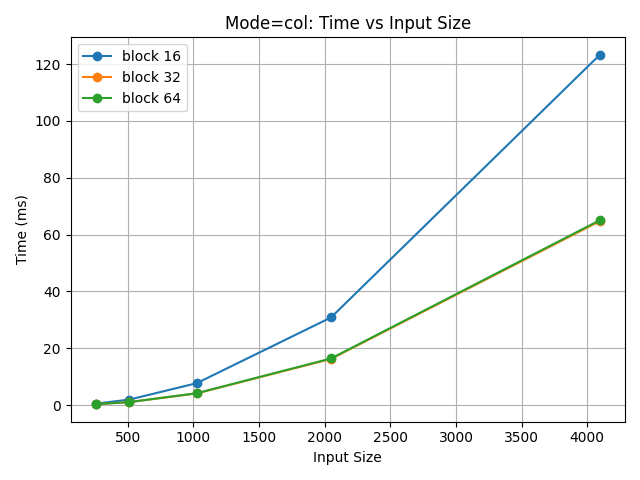 Mode=col: Time vs Input Size
block 16
block 32
block 64
Time (ms)
120
100
80
60
40
20
0
500 1000 1500 2000 2500 3000 3500 4000
Input Size